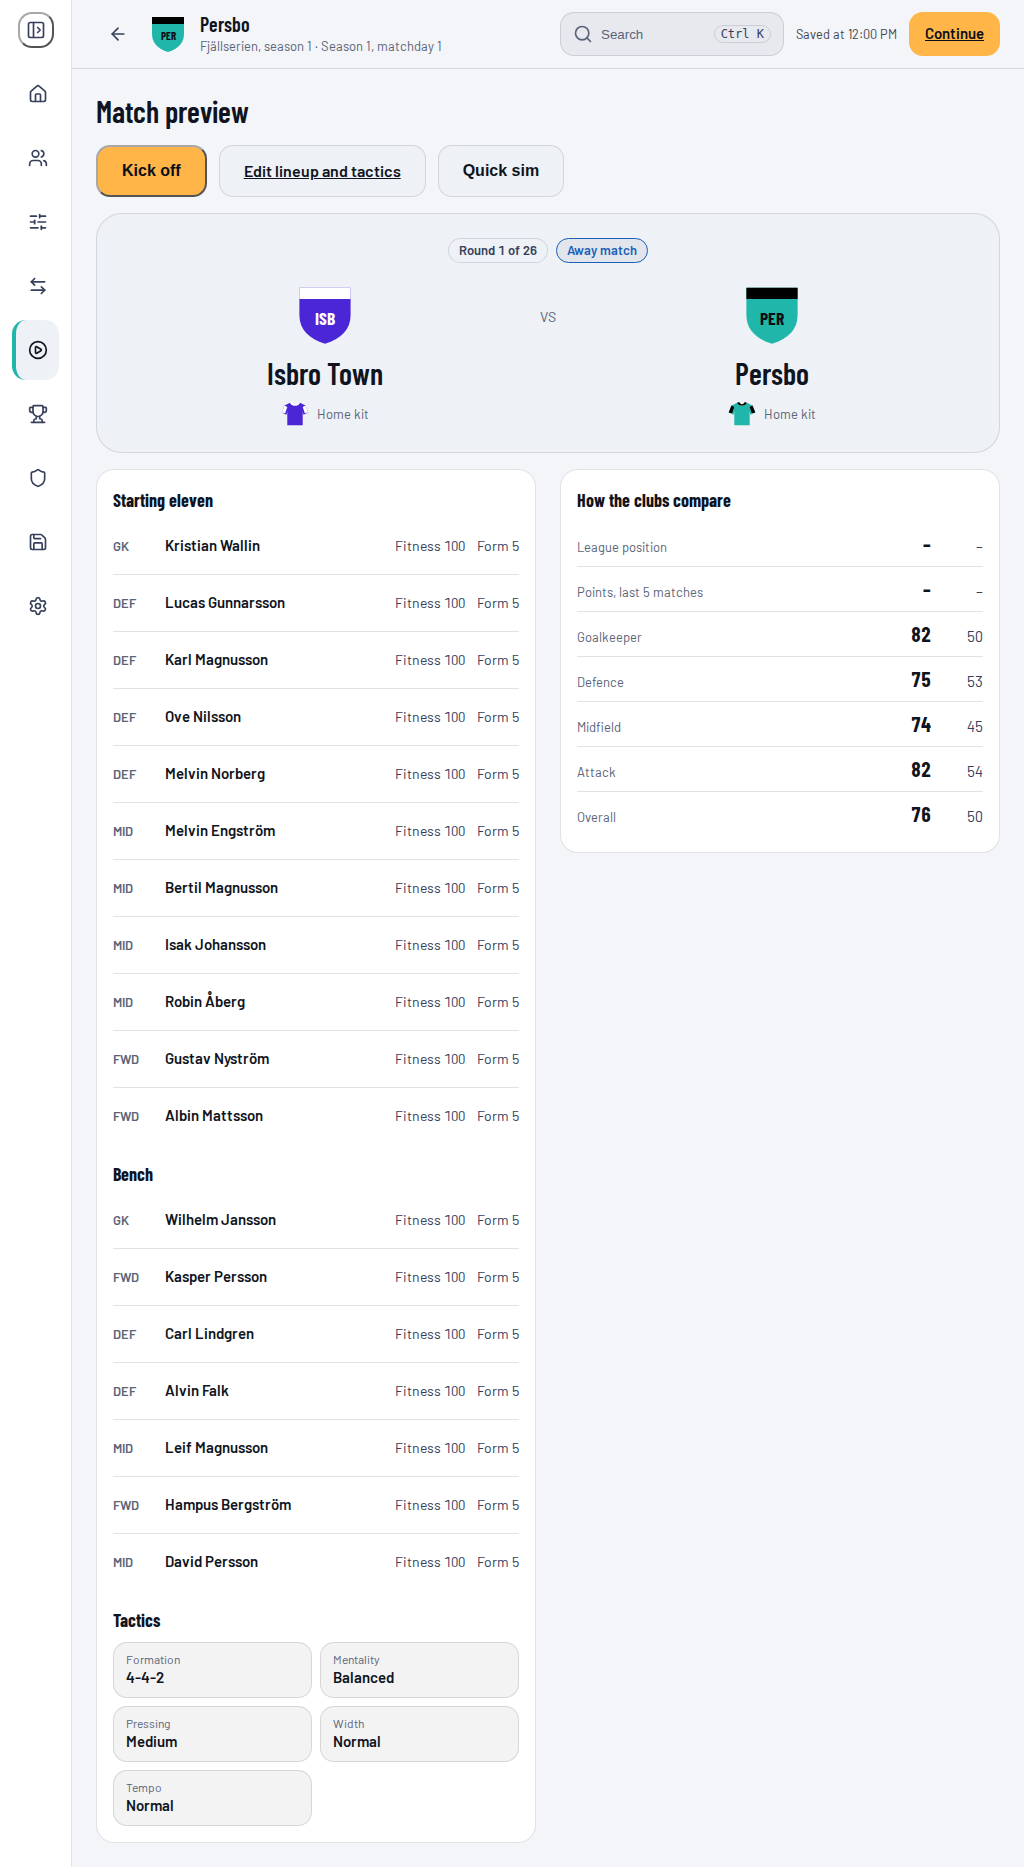 PER
Persbo
Fjällserien, season 1 · Season 1, matchday 1
Search
Ctrl K
Saved at 12:00 PM
Continue
Match preview
Kick off
Edit lineup and tactics
Quick sim
Round 1 of 26
Away match
ISB
VS
PER
Isbro Town
Persbo
Home kit
Home kit
Starting eleven
GK Kristian Wallin Fitness 100 Form 5
DEF Lucas Gunnarsson Fitness 100 Form 5
DEF Karl Magnusson Fitness 100 Form 5
DEF Ove Nilsson Fitness 100 Form 5
DEF Melvin Norberg Fitness 100 Form 5
MID Melvin Engström Fitness 100 Form 5
MID Bertil Magnusson Fitness 100 Form 5
MID Isak Johansson Fitness 100 Form 5
MID Robin Åberg Fitness 100 Form 5
FWD Gustav Nyström Fitness 100 Form 5
FWD Albin Mattsson Fitness 100 Form 5
Bench
GK Wilhelm Jansson Fitness 100 Form 5
FWD Kasper Persson Fitness 100 Form 5
DEF Carl Lindgren Fitness 100 Form 5
DEF Alvin Falk Fitness 100 Form 5
MID Leif Magnusson Fitness 100 Form 5
FWD Hampus Bergström Fitness 100 Form 5
MID David Persson Fitness 100 Form 5
Tactics
Formation
4-4-2
Mentality
Balanced
Pressing
Medium
Width
Normal
Tempo
Normal
How the clubs compare
League position – –
Points, last 5 matches – –
Goalkeeper 82 50
Defence 75 53
Midfield 74 45
Attack 82 54
Overall 76 50